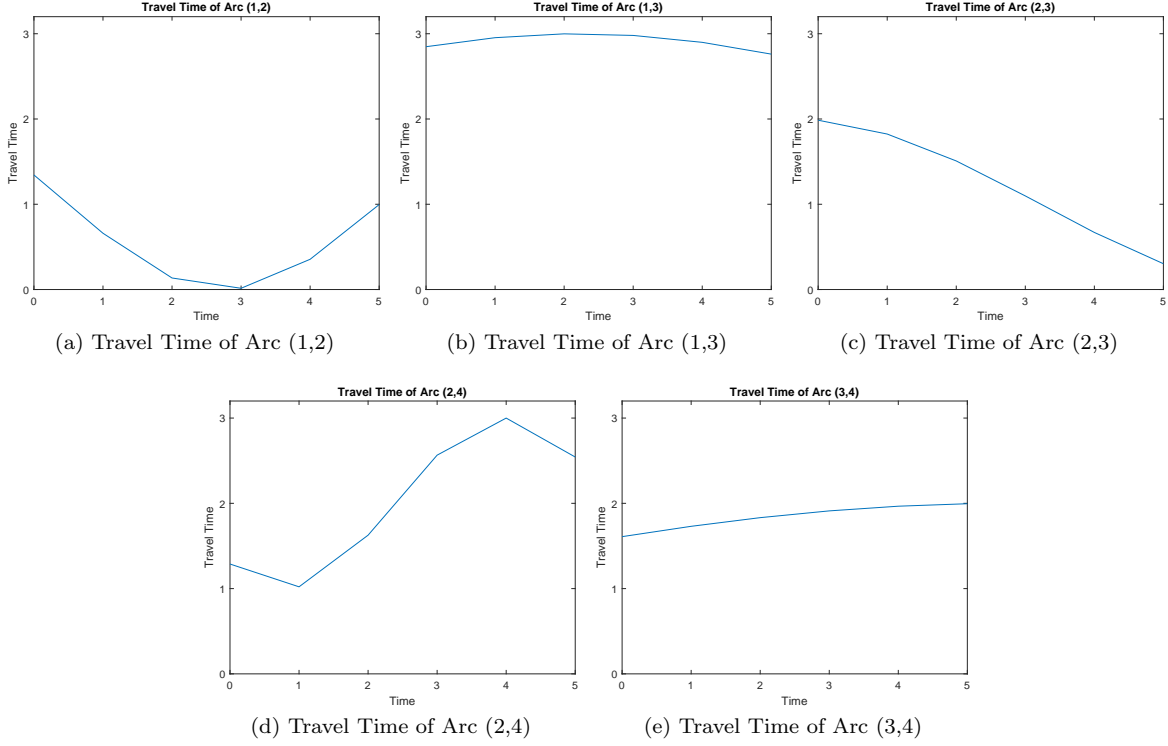 Travel Time of Arc (1,2)
3
2
1
0
Travel Time
0 1 2 3 4 5
Time
(a) Travel Time of Arc (1,2)
Travel Time of Arc (1,3)
3
2
1
0
Travel Time
0 1 2 3 4 5
Time
(b) Travel Time of Arc (1,3)
Travel Time of Arc (2,3)
3
2
1
0
Travel Time
0 1 2 3 4 5
Time
(c) Travel Time of Arc (2,3)
Travel Time of Arc (2,4)
3
2
1
0
Travel Time
0 1 2 3 4 5
Time
(d) Travel Time of Arc (2,4)
Travel Time of Arc (3,4)
3
2
1
0
Travel Time
0 1 2 3 4 5
Time
(e) Travel Time of Arc (3,4)